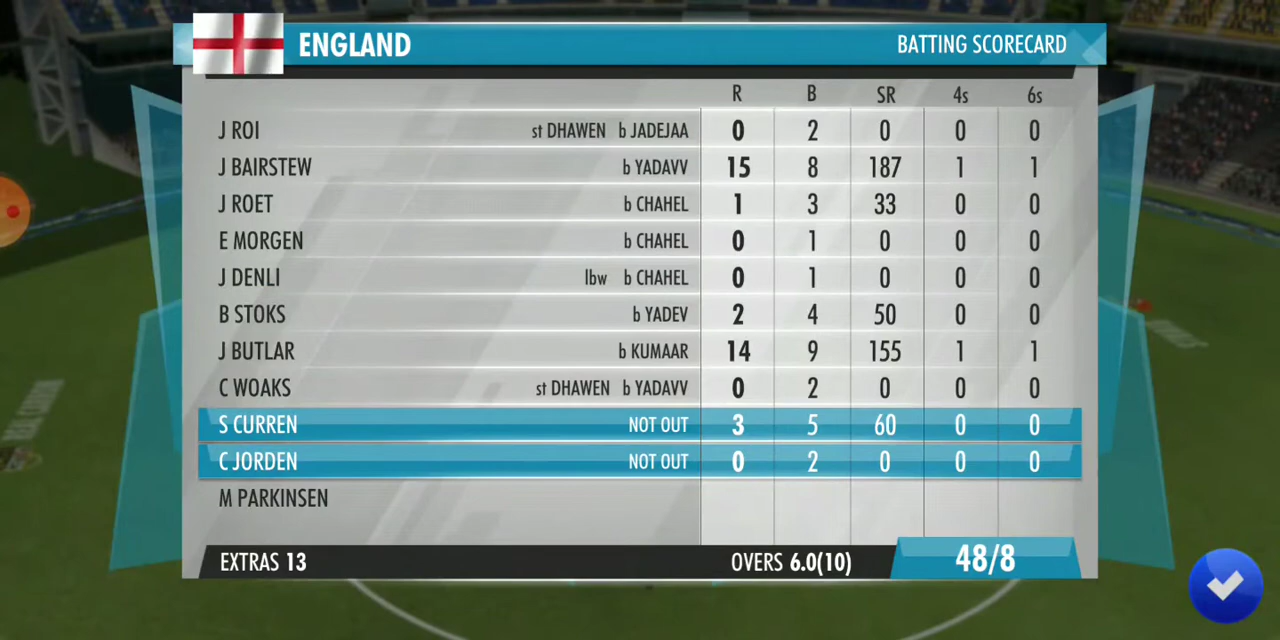 ENGLAND BATTING SCORECARD
R B SR 4s 6s
J ROI st DHAWEN b JADEJAA 0 2 0 0 0
J BAIRSTEW b YADAVV 15 8 187 1 1
J ROET b CHAHEL 1 3 33 0 0
E MORGEN b CHAHEL 0 1 0 0 0
J DENLI lbw b CHAHEL 0 1 0 0 0
B STOKS b YADEV 2 4 50 0 0
J BUTLAR b KUMAAR 14 9 155 1 1
C WOAKS st DHAWEN b YADAVV 0 2 0 0 0
S CURREN NOT OUT 3 5 60 0 0
C JORDEN NOT OUT 0 2 0 0 0
M PARKINSEN
EXTRAS 13 OVERS 6.0(10) 48/8